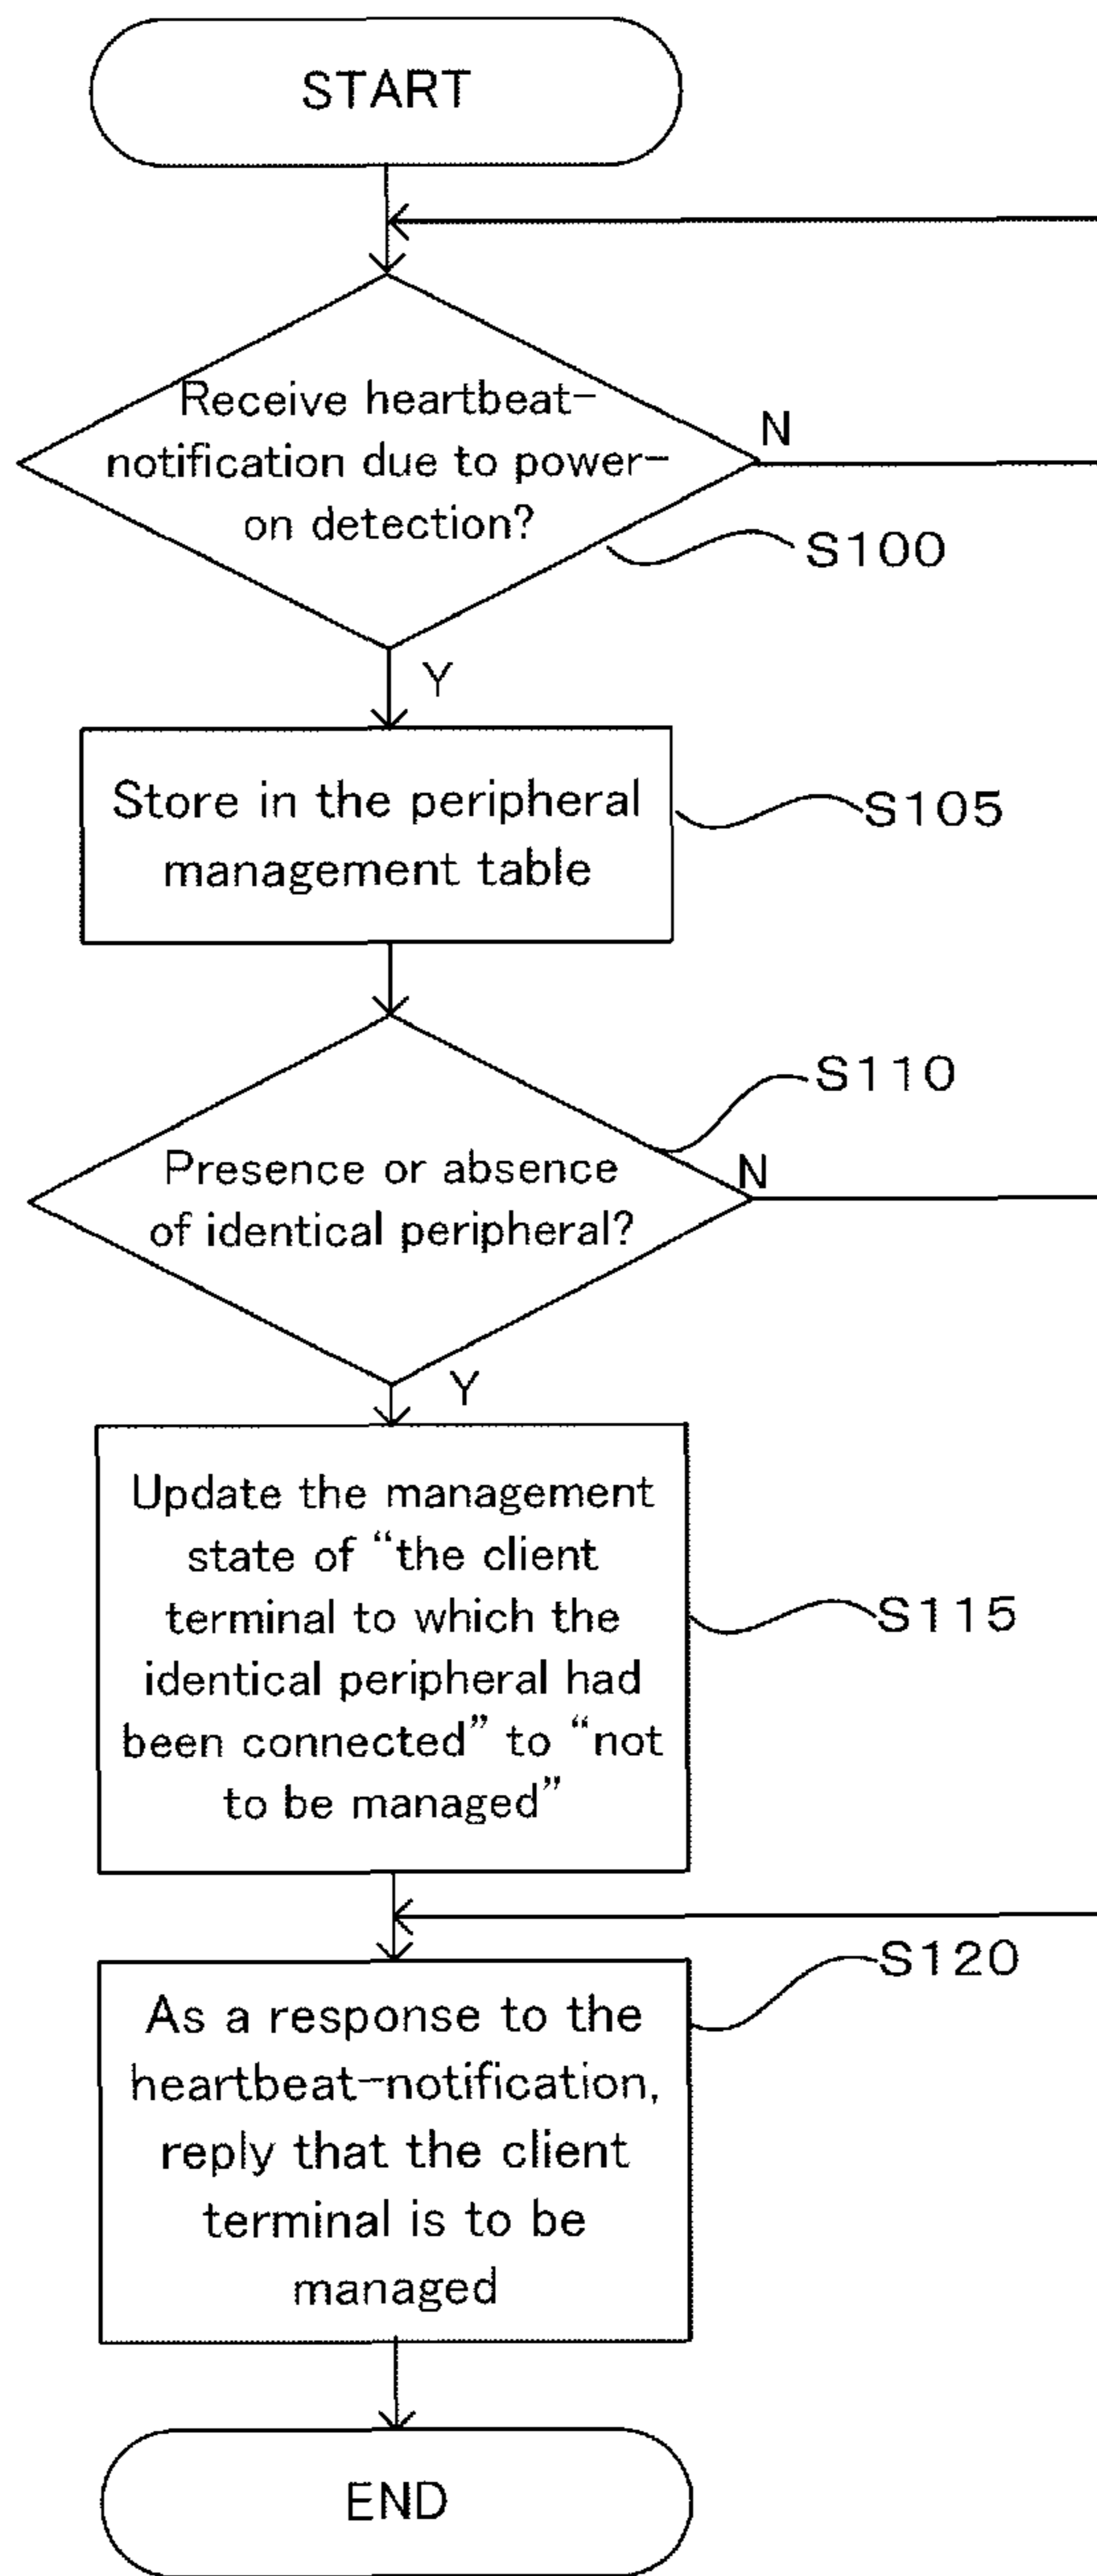 START
Receive heartbeat-
notification due to power-
on detection?
N
S100
Y
Store in the peripheral
management table
S105
S110
Presence or absence
of identical peripheral?
N
Y
Update the management
state of “the client
terminal to which the
identical peripheral had
been connected” to “not
to be managed”
S115
S120
As a response to the
heartbeat-notification,
reply that the client
terminal is to be
managed
END